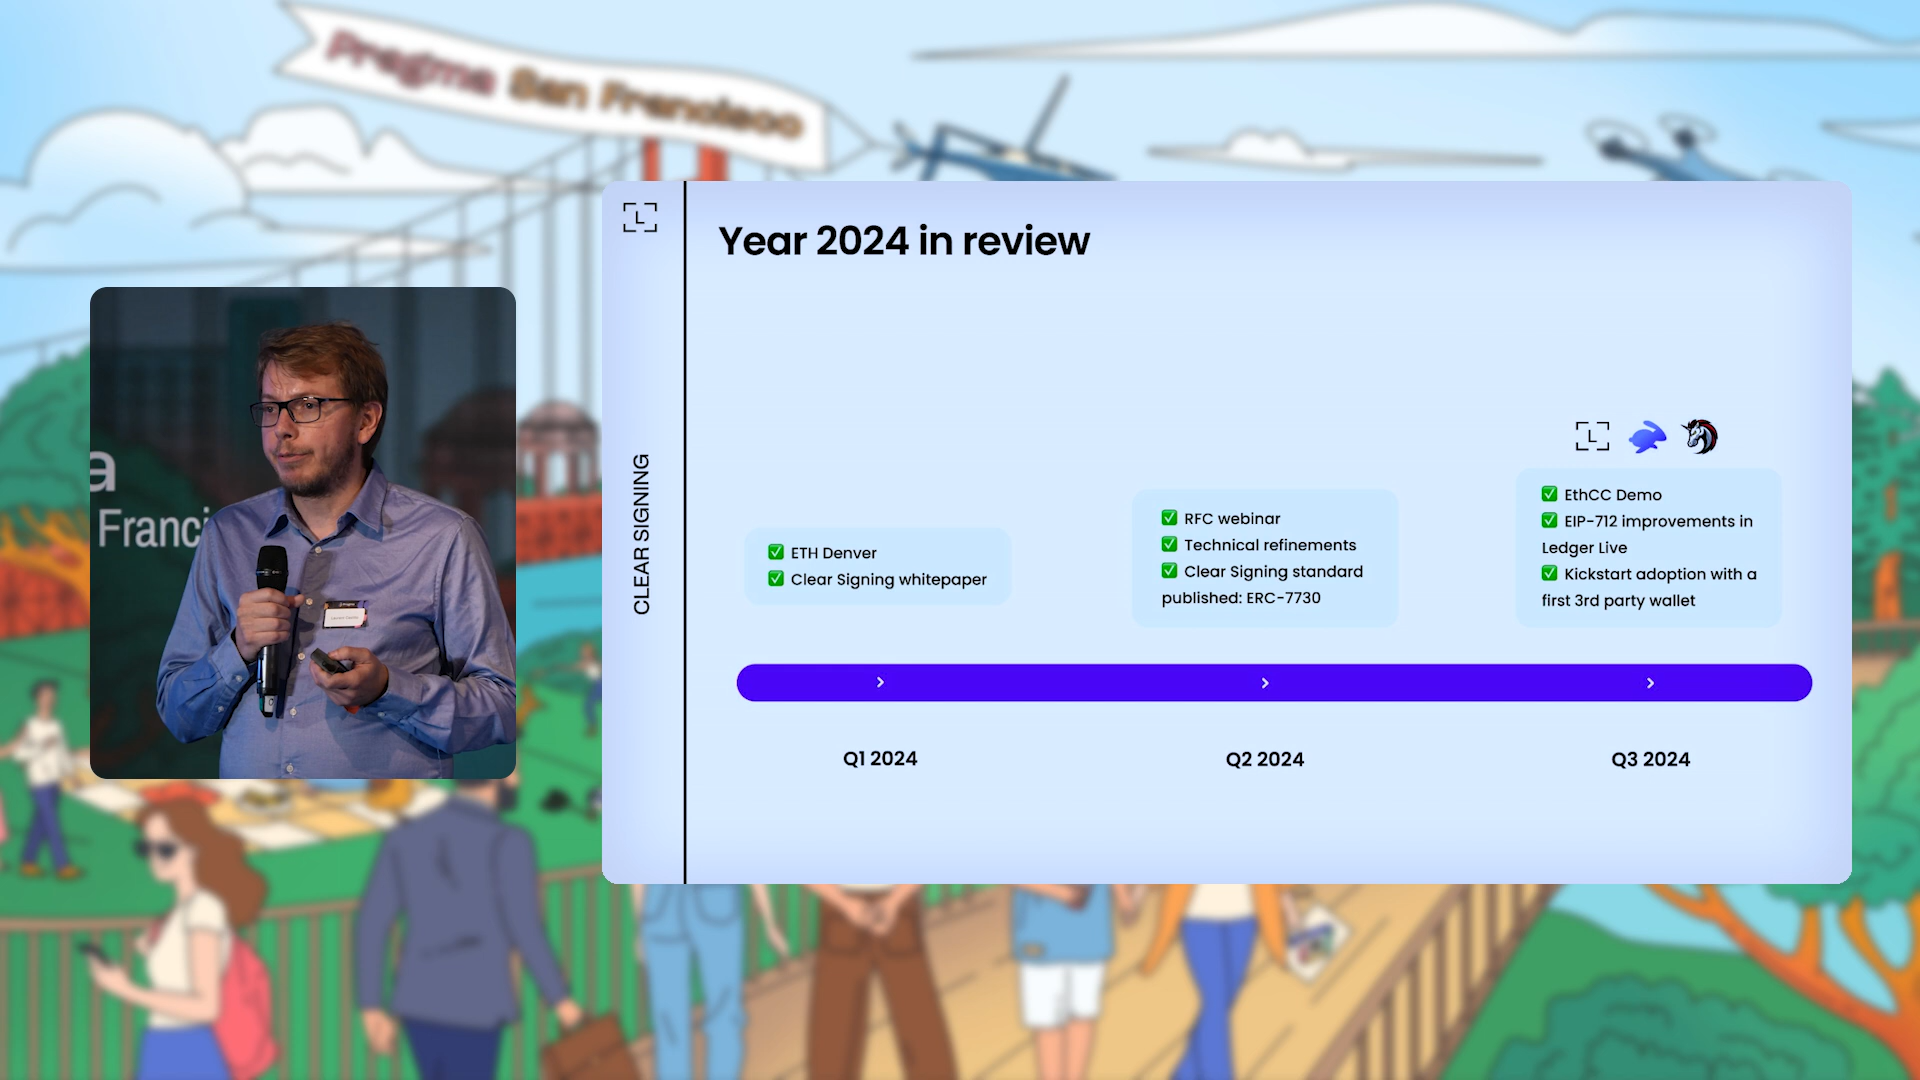 Pragma San Francisco
a
Franci
CLEAR SIGNING
Year 2024 in review
✅ ETH Denver
✅ Clear Signing whitepaper
✅ RFC webinar
✅ Technical refinements
✅ Clear Signing standard
published: ERC-7730
✅ EthCC Demo
✅ EIP-712 improvements in
Ledger Live
✅ Kickstart adoption with a
first 3rd party wallet
Q1 2024
Q2 2024
Q3 2024